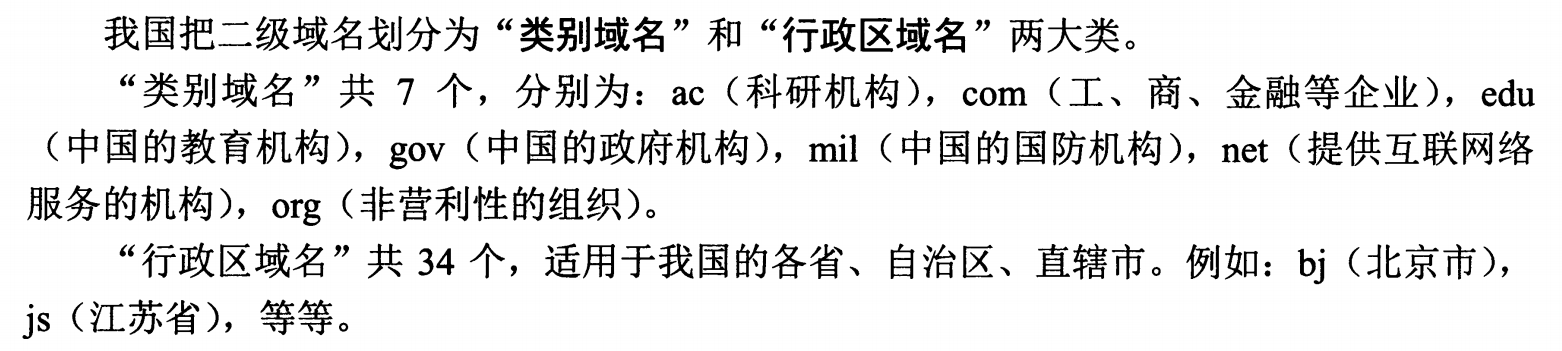 我国把二级域名划分为“类别域名”和“行政区域名”两大类。
“类别域名”共 7 个，分别为：ac（科研机构），com（工、商、金融等企业），edu
（中国的教育机构），gov（中国的政府机构），mil（中国的国防机构），net（提供互联网络
服务的机构），org（非营利性的组织）。
“行政区域名”共 34 个，适用于我国的各省、自治区、直辖市。例如：bj（北京市），
js（江苏省），等等。